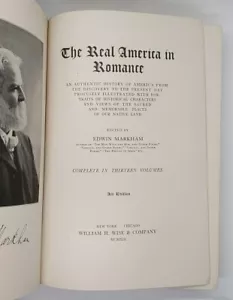 The Real America in
Romance
AN AUTHENTIC HISTORY OF AMERICA FROM
THE DISCOVERY TO THE PRESENT DAY
PROFUSELY ILLUSTRATED WITH POR-
TRAITS OF HISTORICAL CHARACTERS
AND VIEWS OF THE SACRED
AND MEMORABLE PLACES
OF OUR NATIVE LAND
EDITED BY
EDWIN MARKHAM
COMPLETE IN THIRTEEN VOLUMES
Art Edition
NEW YORK CHICAGO
WILLIAM H. WISE & COMPANY